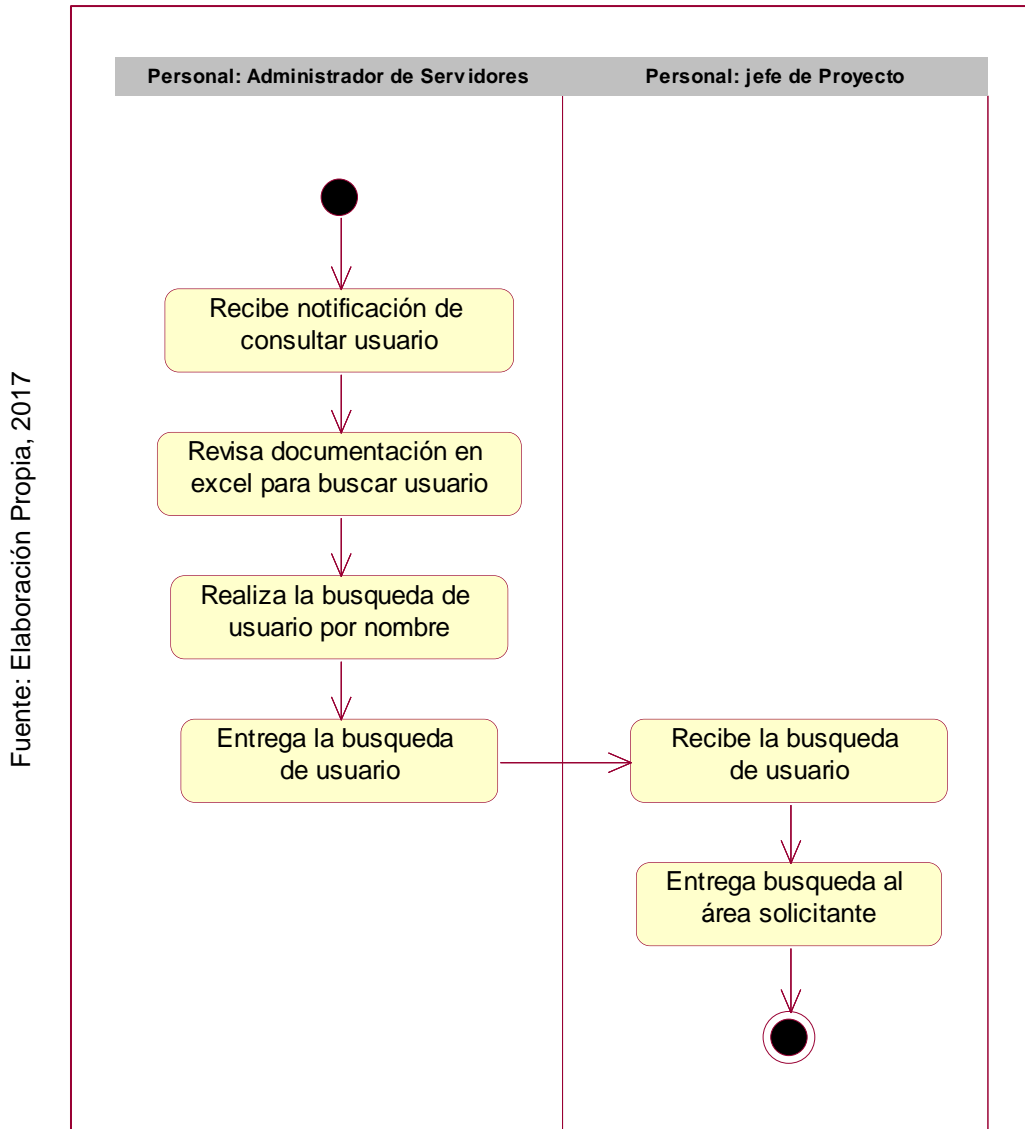 Personal: Administrador de Servidores
Personal: jefe de Proyecto
Recibe notificación de
consultar usuario
Revisa documentación en
excel para buscar usuario
Realiza la busqueda de
usuario por nombre
Entrega la busqueda
de usuario
Recibe la busqueda
de usuario
Entrega busqueda al
área solicitante
Fuente: Elaboración Propia, 2017